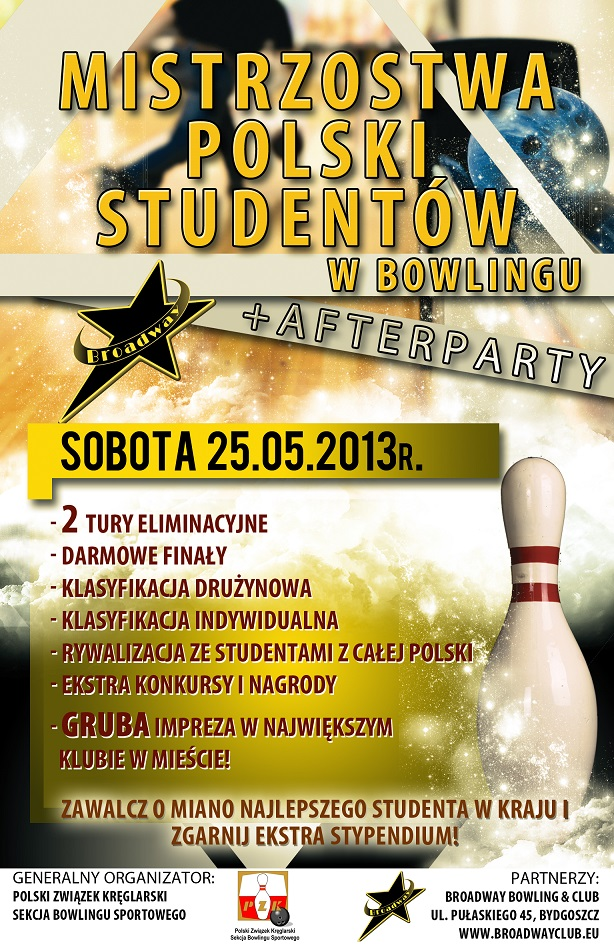 MISTRZOSTWA
POLSKI
STUDENTÓW
W BOWLINGU
+ AFTERPARTY
Broadway
SOBOTA 25.05.2013R.
- 2 TURY ELIMINACYJNE
- DARMOWE FINAŁY
- KLASYFIKACJA DRUŻYNOWA
- KLASYFIKACJA INDYWIDUALNA
- RYWALIZACJA ZE STUDENTAMI Z CAŁEJ POLSKI
- EKSTRA KONKURSY I NAGRODY
- GRUBA IMPREZA W NAJWIĘKSZYM
KLUBIE W MIEŚCIE!
ZAWALCZ O MIANO NAJLEPSZEGO STUDENTA W KRAJU I
ZGARNIJ EKSTRA STYPENDIUM!
GENERALNY ORGANIZATOR:
POLSKI ZWIĄZEK KRĘGLARSKI
SEKCJA BOWLINGU SPORTOWEGO
PZK
Polski Związek Kręglarski
Sekcja Bowlingu Sportowego
Broadway
PARTNERZY:
BROADWAY BOWLING & CLUB
UL. PUŁASKIEGO 45, BYDGOSZCZ
WWW.BROADWAYCLUB.EU